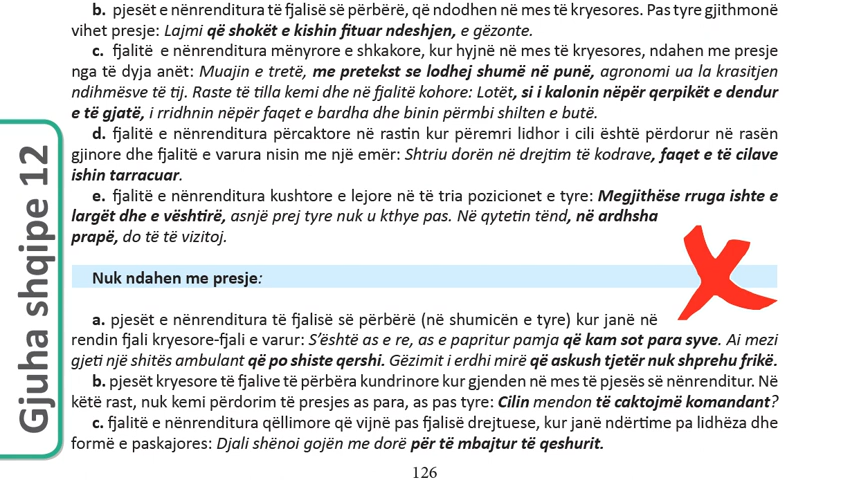 b. pjesët e nënrenditura të fjalisë së përbërë, që ndodhen në mes të kryesores. Pas tyre gjithmonë
vihet presje: Lajmi që shokët e kishin fituar ndeshjen, e gëzonte.
c. fjalitë e nënrenditura mënyrore e shkakore, kur hyjnë në mes të kryesores, ndahen me presje
nga të dyja anët: Muajin e tretë, me pretekst se lodhej shumë në punë, agronomi ua la krasitjen
ndihmësve të tij. Raste të tilla kemi dhe në fjalitë kohore: Lotët, si i kalonin nëpër qerpikët e dendur
e të gjatë, i rridhnin nëpër faqet e bardha dhe binin përmbi shilten e butë.
d. fjalitë e nënrenditura përcaktore në rastin kur përemri lidhor i cili është përdorur në rasën
gjinore dhe fjalitë e varura nisin me një emër: Shtriu dorën në drejtim të kodrave, faqet e të cilave
ishin tarracuar.
e. fjalitë e nënrenditura kushtore e lejore në të tria pozicionet e tyre: Megjithëse rruga ishte e
largët dhe e vështirë, asnjë prej tyre nuk u kthye pas. Në qytetin tënd, në ardhsha
prapë, do të të vizitoj.
Nuk ndahen me presje:
a. pjesët e nënrenditura të fjalisë së përbërë (në shumicën e tyre) kur janë në
rendin fjali kryesore-fjali e varur: S'është as e re, as e papritur pamja që kam sot para syve. Ai mezi
gjeti një shitës ambulant që po shiste qershi. Gëzimit i erdhi mirë që askush tjetër nuk shprehu frikë.
b. pjesët kryesore të fjalive të përbëra kundrinore kur gjenden në mes të pjesës së nënrenditur. Në
këtë rast, nuk kemi përdorim të presjes as para, as pas tyre: Cilin mendon të caktojmë komandant?
c. fjalitë e nënrenditura qëllimore që vijnë pas fjalisë drejtuese, kur janë ndërtime pa lidhëza dhe
formë e paskajores: Djali shënoi gojën me dorë për të mbajtur të qeshurit.
126
Gjuha shqipe 12